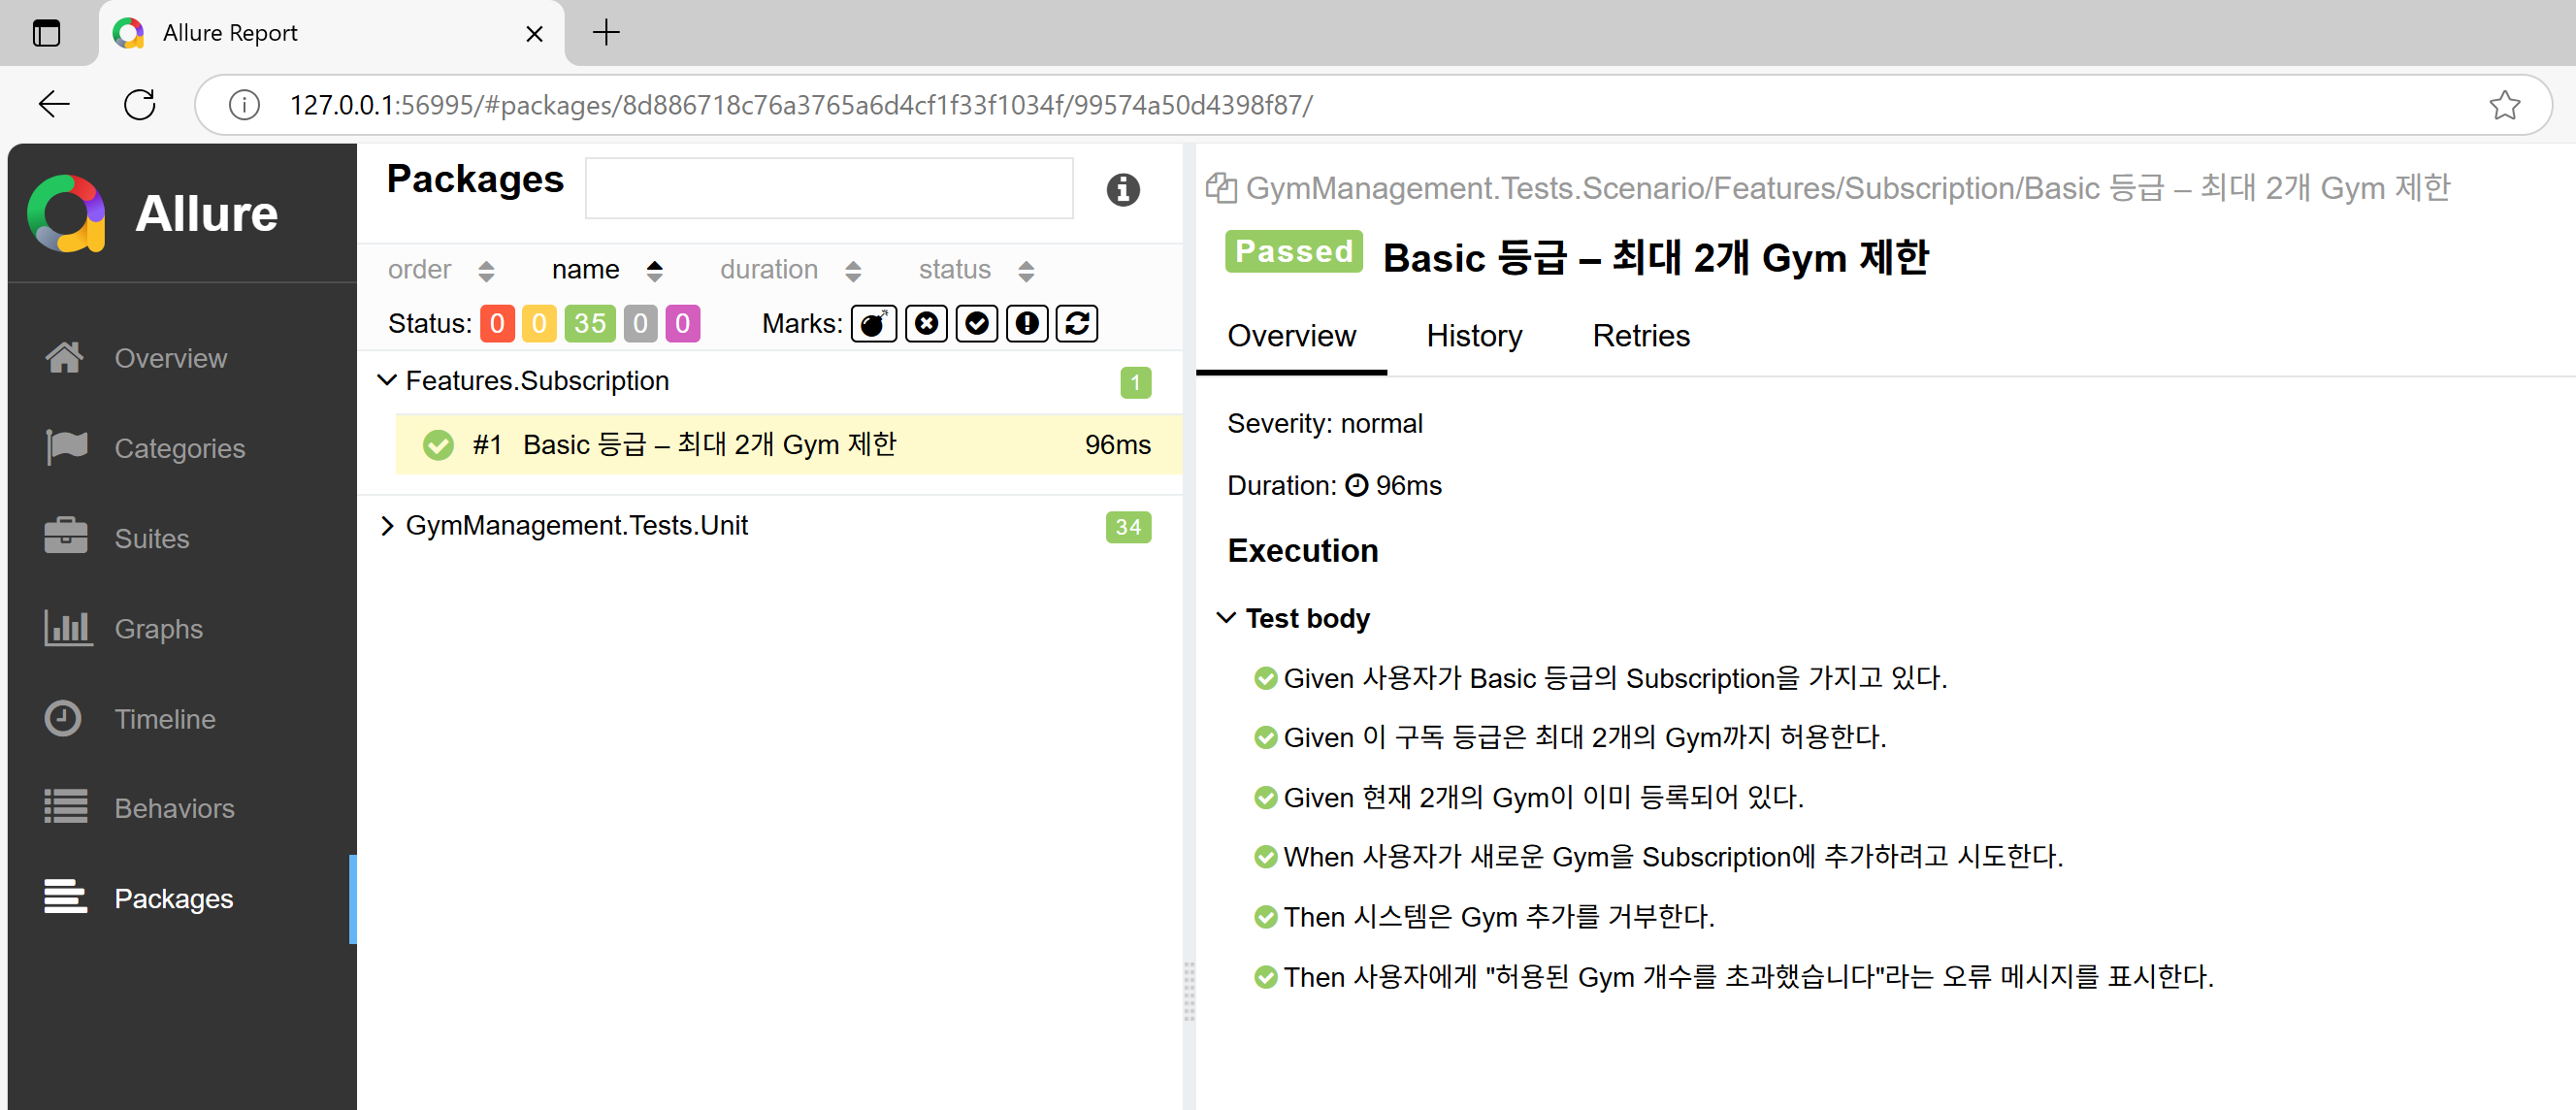 Allure Report
127.0.0.1:56995/#packages/8d886718c76a3765a6d4cf1f33f1034f/99574a50d4398f87/
Allure
Overview
Categories
Suites
Graphs
Timeline
Behaviors
Packages
Packages
order name duration status
Status: 0 0 35 0 0 Marks:
Features.Subscription 1
#1 Basic 등급 – 최대 2개 Gym 제한 96ms
GymManagement.Tests.Unit 34
GymManagement.Tests.Scenario/Features/Subscription/Basic 등급 – 최대 2개 Gym 제한
Passed Basic 등급 – 최대 2개 Gym 제한
Overview History Retries
Severity: normal
Duration: 96ms
Execution
Test body
Given 사용자가 Basic 등급의 Subscription을 가지고 있다.
Given 이 구독 등급은 최대 2개의 Gym까지 허용한다.
Given 현재 2개의 Gym이 이미 등록되어 있다.
When 사용자가 새로운 Gym을 Subscription에 추가하려고 시도한다.
Then 시스템은 Gym 추가를 거부한다.
Then 사용자에게 "허용된 Gym 개수를 초과했습니다"라는 오류 메시지를 표시한다.